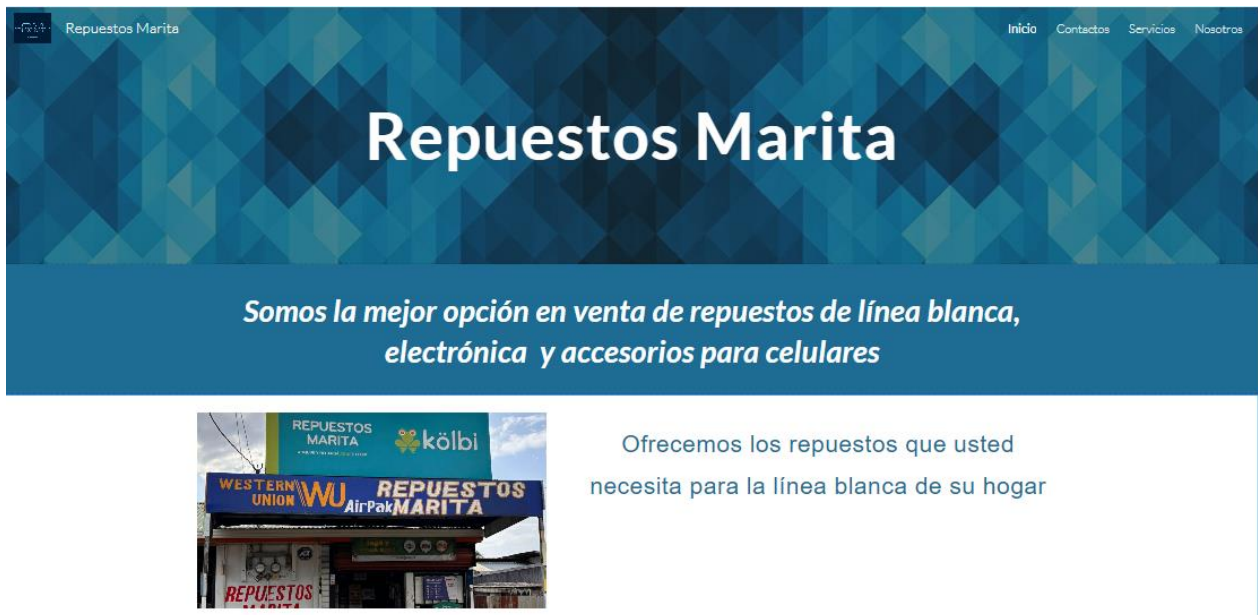 Repuestos Marita
Inicio Contactos Servicios Nosotros
Repuestos Marita
Somos la mejor opción en venta de repuestos de línea blanca,
electrónica y accesorios para celulares
REPUESTOS
MARITA
kölbi
WESTERN
UNION WU
AirPak
REPUESTOS
MARITA
REPUESTOS
MARITA
Ofrecemos los repuestos que usted
necesita para la línea blanca de su hogar